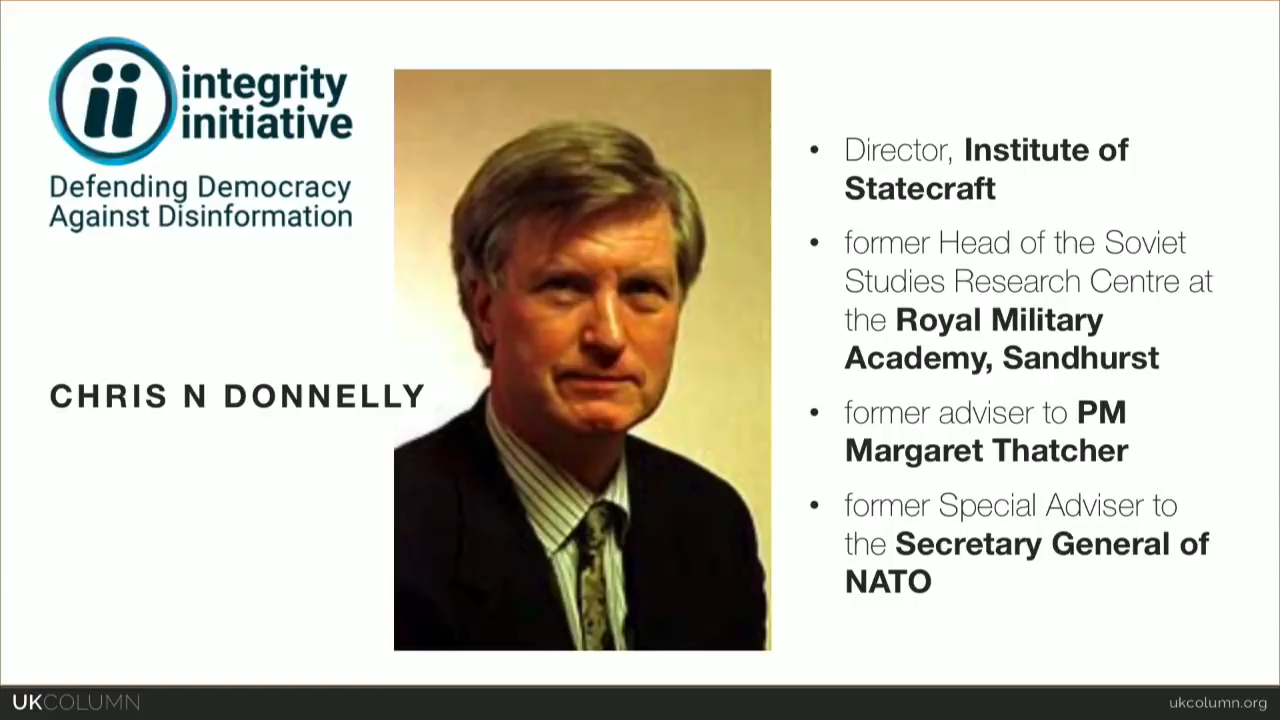 ii integrity
initiative
Defending Democracy
Against Disinformation
CHRIS N DONNELLY
• Director, Institute of
Statecraft
• former Head of the Soviet
Studies Research Centre at
the Royal Military
Academy, Sandhurst
• former adviser to PM
Margaret Thatcher
• former Special Adviser to
the Secretary General of
NATO
UKCOLUMN
ukcolumn.org